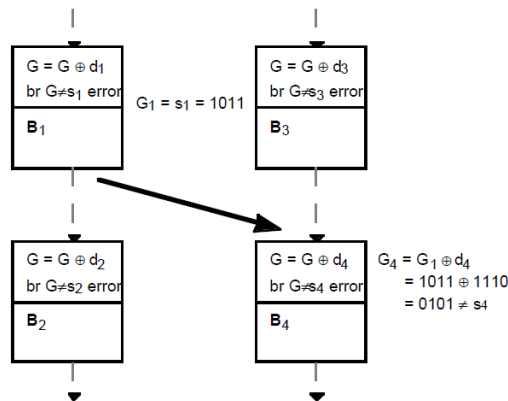 G = G ⊕ d₁
br G≠s₁ error
B₁
G₁ = s₁ = 1011
G = G ⊕ d₃
br G≠s₃ error
B₃
G = G ⊕ d₂
br G≠s₂ error
B₂
G = G ⊕ d₄
br G≠s₄ error
B₄
G₄ = G₁ ⊕ d₄
= 1011 ⊕ 1110
= 0101 ≠ s₄